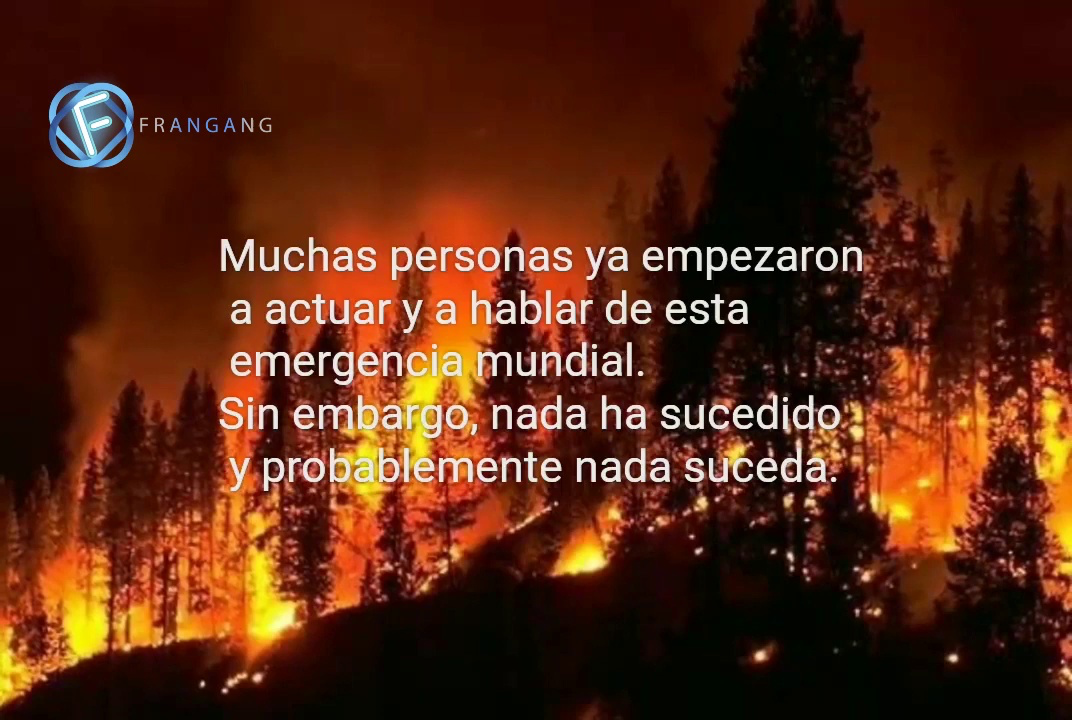 FRANGANG
Muchas personas ya empezaron
a actuar y a hablar de esta
emergencia mundial.
Sin embargo, nada ha sucedido
y probablemente nada suceda.